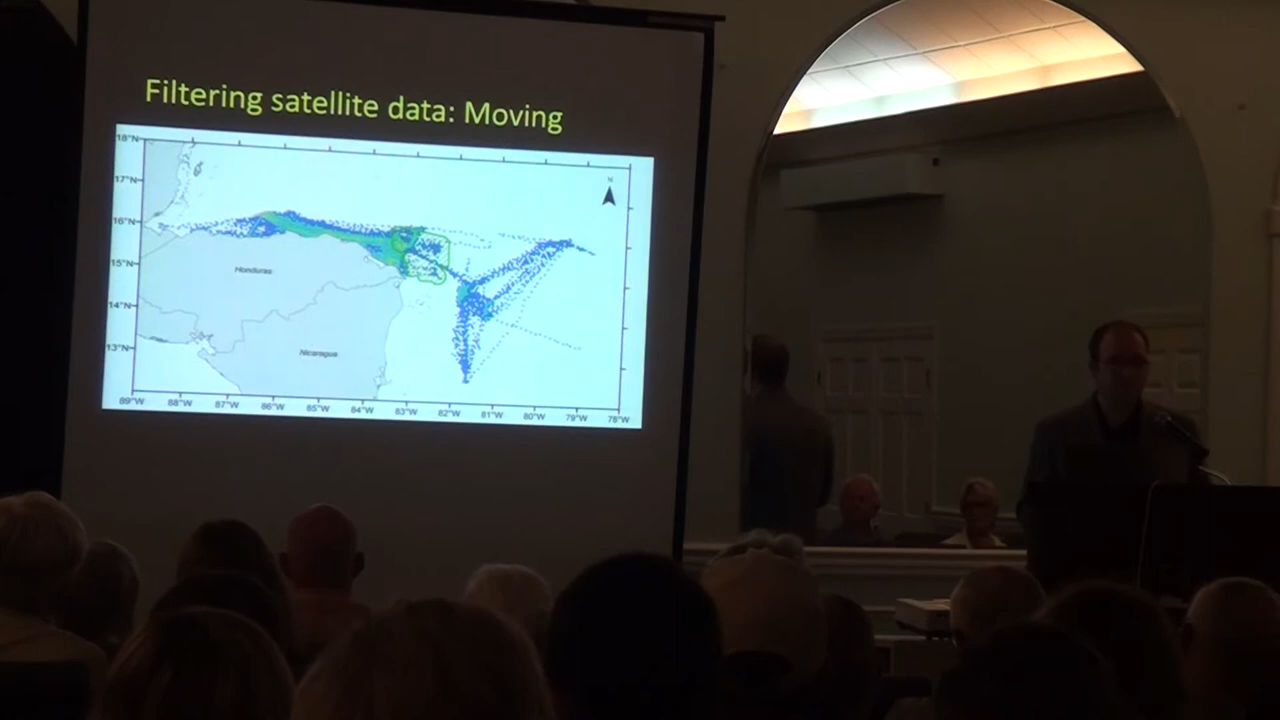 Filtering satellite data: Moving
18°N
N
17°N
16°N
15°N
Honduras
14°N
13°N
Nicaragua
89°W 88°W 87°W 86°W 85°W 84°W 83°W 82°W 81°W 80°W 79°W 78°W